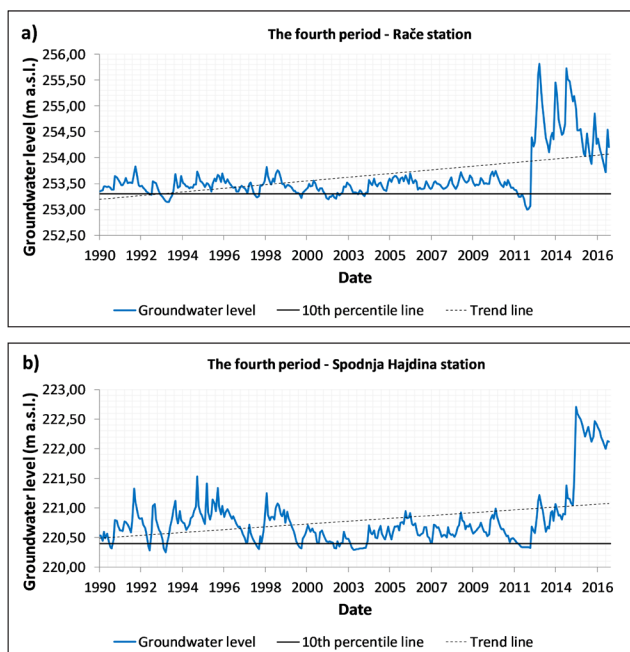 a)
The fourth period - Rače station
Groundwater level (m a.s.l.)
256,00
255,50
255,00
254,50
254,00
253,50
253,00
252,50
1990 1992 1994 1996 1998 2000 2001 2003 2005 2007 2009 2011 2012 2014 2016
Date
Groundwater level 10th percentile line Trend line
b)
The fourth period - Spodnja Hajdina station
Groundwater level (m a.s.l.)
223,00
222,50
222,00
221,50
221,00
220,50
220,00
1990 1992 1994 1996 1998 2000 2001 2003 2005 2007 2009 2011 2012 2014 2016
Date
Groundwater level 10th percentile line Trend line